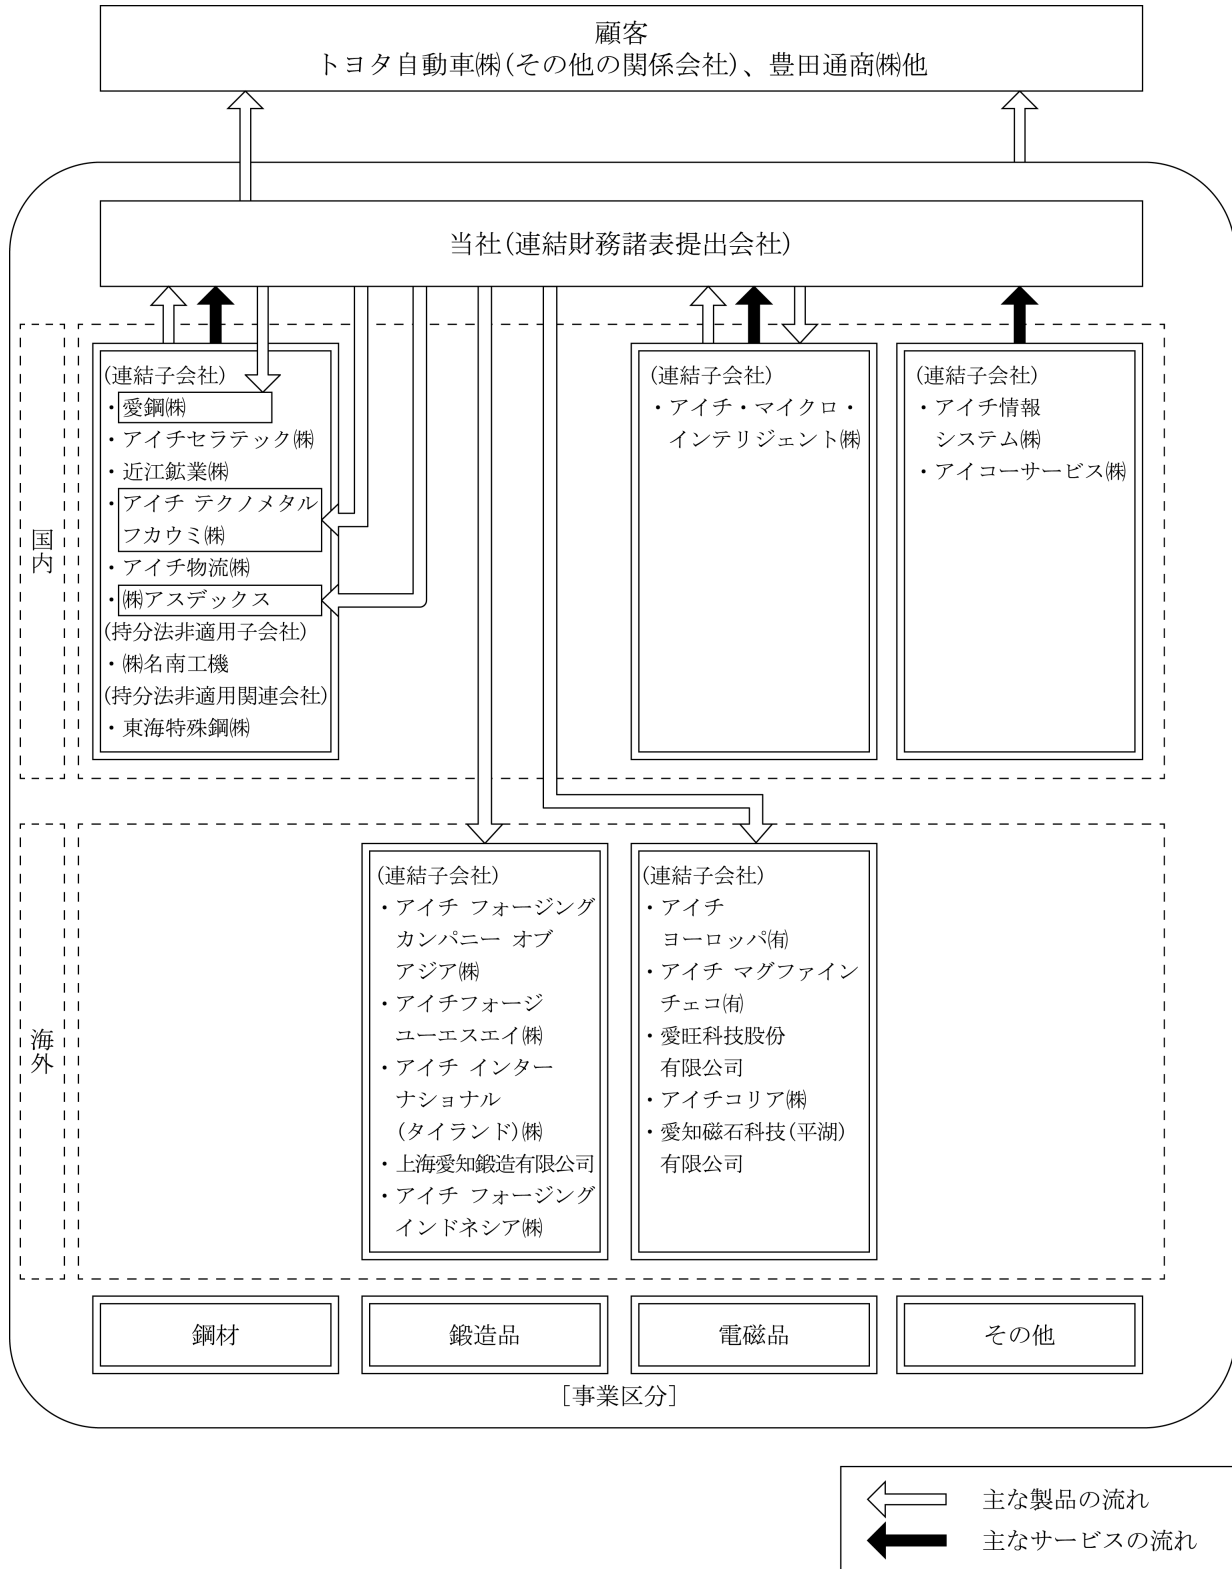 顧客
トヨタ自動車㈱(その他の関係会社)、豊田通商㈱他
当社(連結財務諸表提出会社)
国内
(連結子会社)
・愛鋼㈱
・アイチセラテック㈱
・近江鉱業㈱
・アイチ テクノメタル
フカウミ㈱
・アイチ物流㈱
・㈱アスデックス
(持分法非適用子会社)
・㈱名南工機
(持分法非適用関連会社)
・東海特殊鋼㈱
(連結子会社)
・アイチ・マイクロ・
インテリジェント㈱
(連結子会社)
・アイチ情報
システム㈱
・アイコーサービス㈱
海外
(連結子会社)
・アイチ フォージング
カンパニー オブ
アジア㈱
・アイチフォージ
ユーエスエイ㈱
・アイチ インター
ナショナル
(タイランド)㈱
・上海愛知鍛造有限公司
・アイチ フォージング
インドネシア㈱
(連結子会社)
・アイチ
ヨーロッパ㈲
・アイチ マグファイン
チェコ㈲
・愛旺科技股份
有限公司
・アイチコリア㈱
・愛知磁石科技(平湖)
有限公司
鋼材
鍛造品
電磁品
その他
[事業区分]
主な製品の流れ
主なサービスの流れ